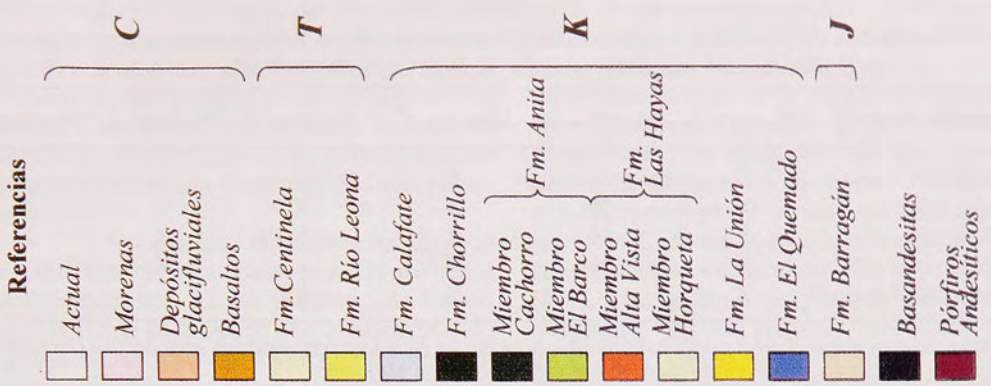 Referencias
Actual
Morenas
Depósitos
glacifluviales
Basaltos
C
Fm. Centinela
Fm. Río Leona
T
Fm. Calafate
Fm. Chorrillo
Miembro
Cachorro
Miembro
El Barco
Fm. Anita
Miembro
Alta Vista
Miembro
Horqueta
Fm.
Las Hayas
Fm. La Unión
Fm. El Quemado
K
Fm. Barragán
J
Basandesitas
Pórfiros
Andesíticos